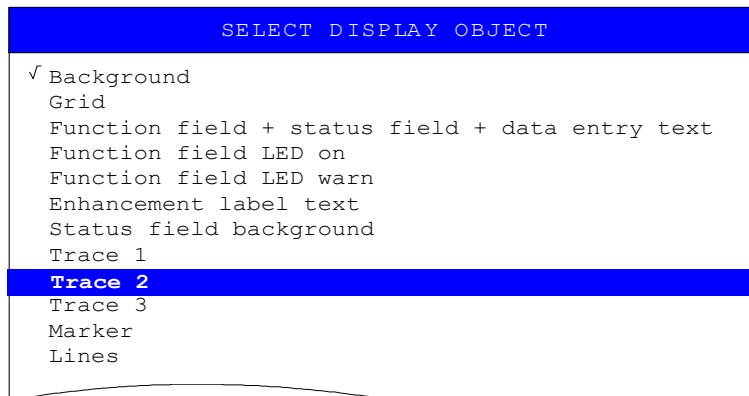 SELECT DISPLAY OBJECT
√ Background
Grid
Function field + status field + data entry text
Function field LED on
Function field LED warn
Enhancement label text
Status field background
Trace 1
Trace 2
Trace 3
Marker
Lines